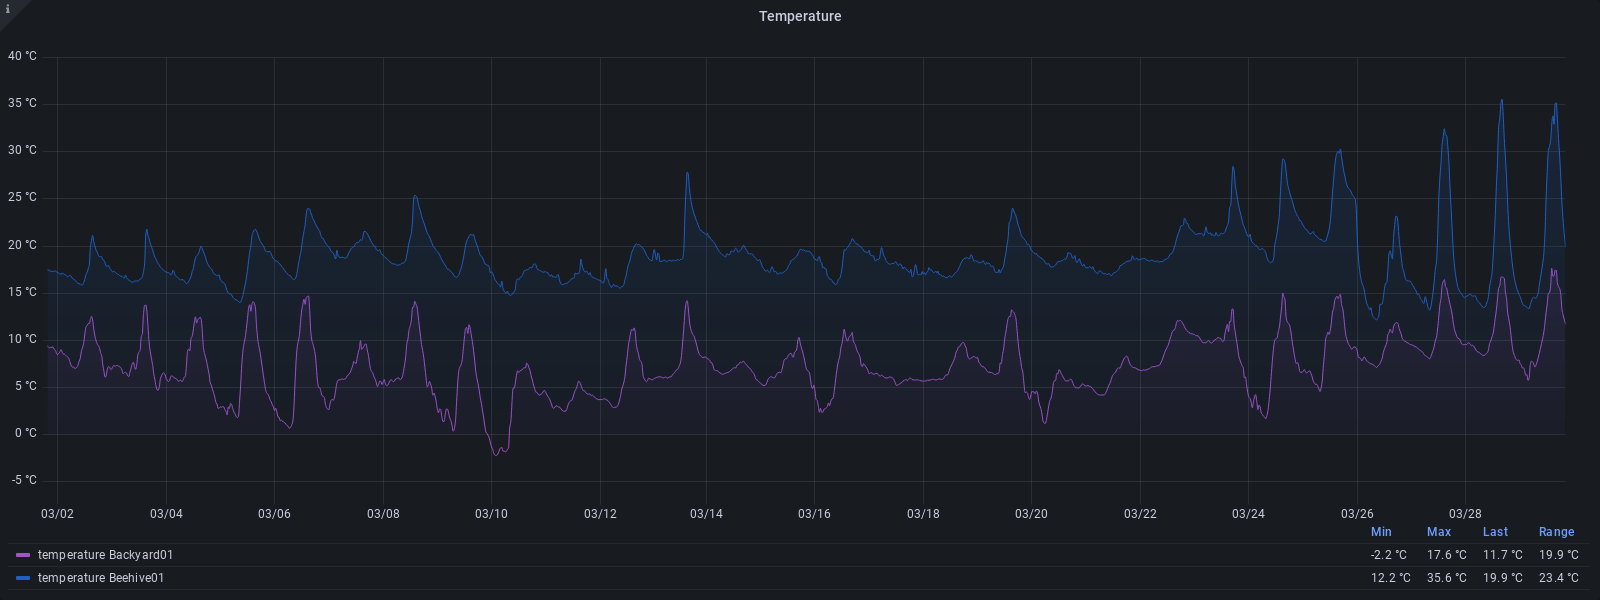 i
Temperature
40 °C
35 °C
30 °C
25 °C
20 °C
15 °C
10 °C
5 °C
0 °C
-5 °C
03/02 03/04 03/06 03/08 03/10 03/12 03/14 03/16 03/18 03/20 03/22 03/24 03/26 03/28
Min Max Last Range
temperature Backyard01 -2.2 °C 17.6 °C 11.7 °C 19.9 °C
temperature Beehive01 12.2 °C 35.6 °C 19.9 °C 23.4 °C